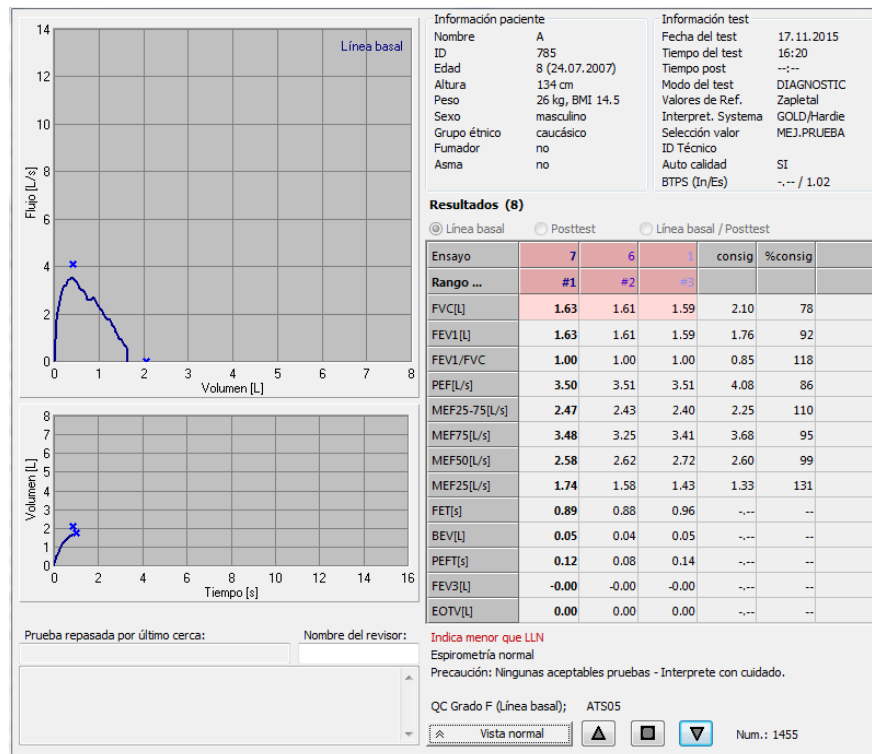 14
12
10
8
6
4
2
0
Flujo [L/s]
Línea basal
0 1 2 3 4 5 6 7 8
Volumen [L]
8
7
6
5
4
3
2
1
0
Volumen [L]
0 2 4 6 8 10 12 14 16
Tiempo [s]
Prueba repasada por último cerca: Nombre del revisor:
Información paciente
Nombre A
ID 785
Edad 8 (24.07.2007)
Altura 134 cm
Peso 26 kg, BMI 14.5
Sexo masculino
Grupo étnico caucásico
Fumador no
Asma no
Información test
Fecha del test 17.11.2015
Tiempo del test 16:20
Tiempo post --:--
Modo del test DIAGNOSTIC
Valores de Ref. Zapletal
Interpret. Systema GOLD/Hardie
Selección valor MEJ.PRUEBA
ID Técnico
Auto calidad SI
BTPS (In/Es) -.-- / 1.02
Resultados (8)
Línea basal Posttest Línea basal / Posttest
Ensayo 7 6 1 consig %consig
Rango ... #1 #2 #3
FVC[L] 1.63 1.61 1.59 2.10 78
FEV1[L] 1.63 1.61 1.59 1.76 92
FEV1/FVC 1.00 1.00 1.00 0.85 118
PEF[L/s] 3.50 3.51 3.51 4.08 86
MEF25-75[L/s] 2.47 2.43 2.40 2.25 110
MEF75[L/s] 3.48 3.25 3.41 3.68 95
MEF50[L/s] 2.58 2.62 2.72 2.60 99
MEF25[L/s] 1.74 1.58 1.43 1.33 131
FET[s] 0.89 0.88 0.96 -.-- --
BEV[L] 0.05 0.04 0.05 -.-- --
PEFT[s] 0.12 0.08 0.14 -.-- --
FEV3[L] -0.00 -0.00 -0.00 -.-- --
EOTV[L] 0.00 0.00 0.00 -.-- --
Indica menor que LLN
Espirometría normal
Precaución: Ningunas aceptables pruebas - Interprete con cuidado.
QC Grado F (Línea basal); ATS05
Vista normal Num.: 1455